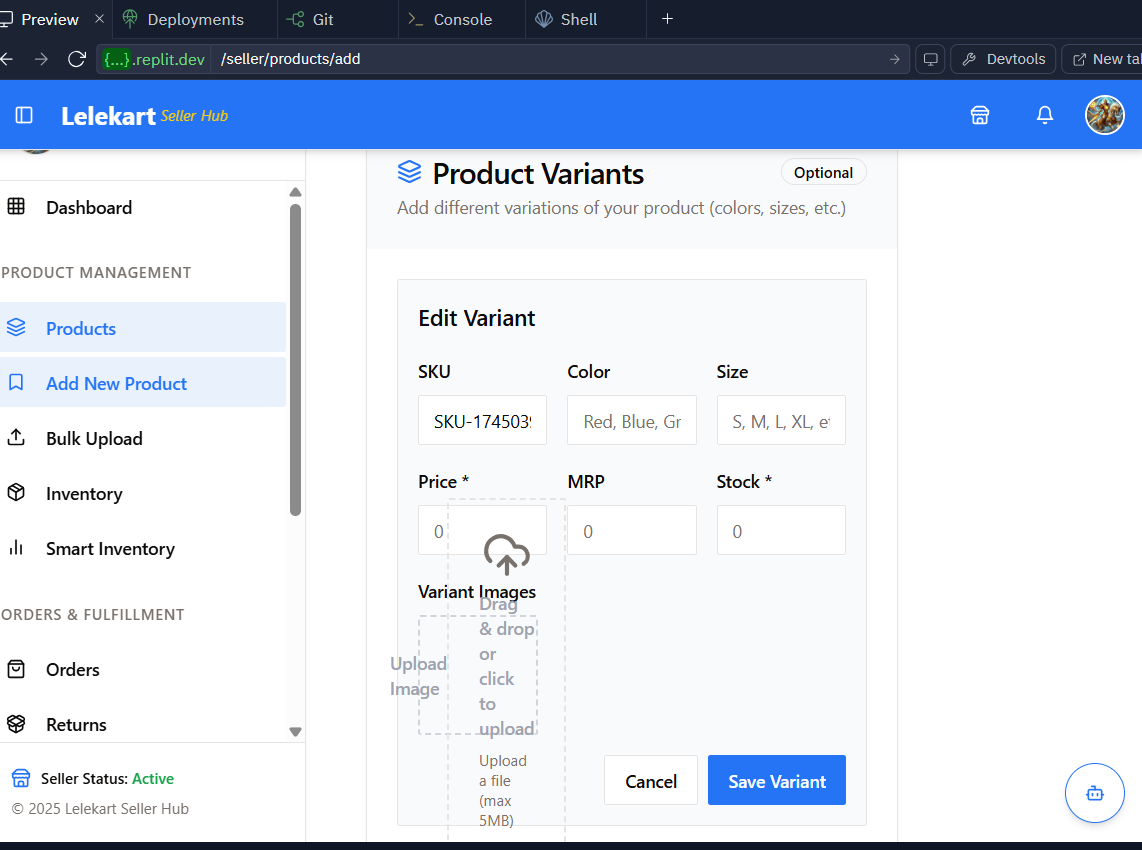 Preview
Deployments
Git
Console
Shell
{...}.replit.dev /seller/products/add
Devtools
New tal
Lelekart Seller Hub
Dashboard
PRODUCT MANAGEMENT
Products
Add New Product
Bulk Upload
Inventory
Smart Inventory
ORDERS & FULFILLMENT
Orders
Returns
Seller Status: Active
© 2025 Lelekart Seller Hub
Product Variants
Optional
Add different variations of your product (colors, sizes, etc.)
Edit Variant
SKU
Color
Size
SKU-1745039
Red, Blue, Gr
S, M, L, XL, et
Price *
MRP
Stock *
0
0
0
Variant Images
Upload
Image
Drag
& drop
or
click
to
upload
Upload
a file
(max
5MB)
Cancel
Save Variant